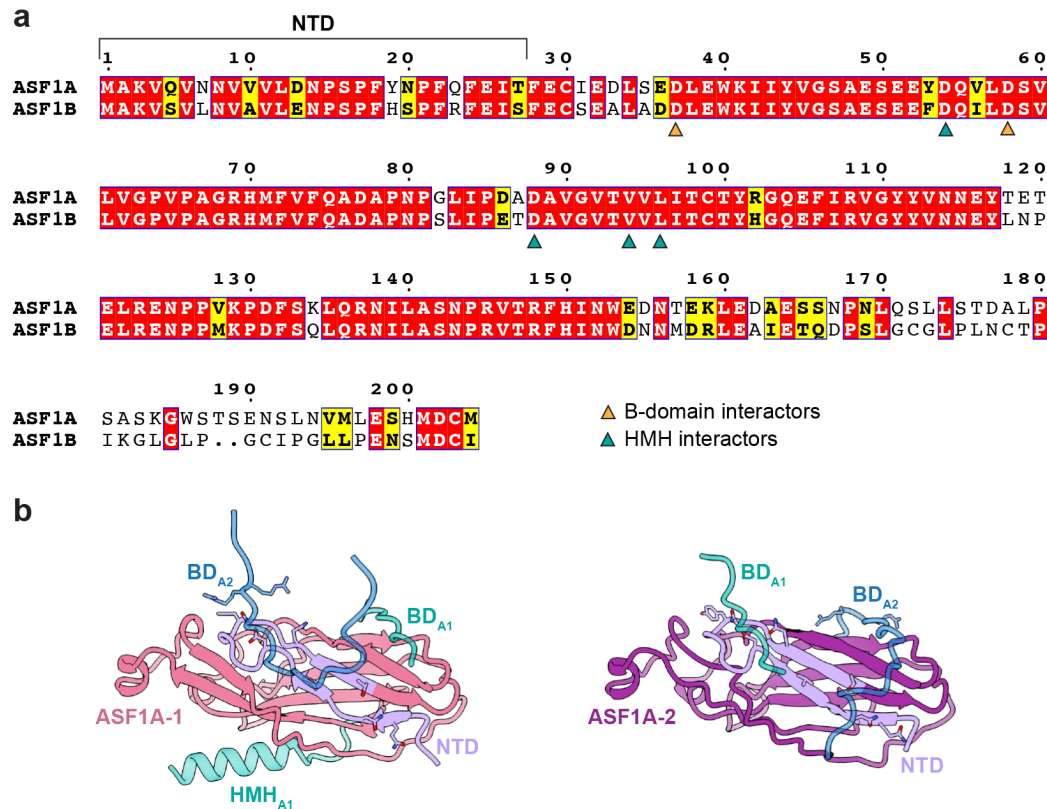 a
NTD
1 10 20 30 40 50 60
ASF1A MAKVQVNNVVVLDNPSPFYNPFQFEITFECIEDLSEDLEWKIIYVGSAESEEYDQVLDSV
ASF1B MAKVSVLNVAVLENPSPFHSPFRFEISFECSEALADDLEWKIIYVGSAESEEFDQILDSV
70 80 90 100 110 120
ASF1A LVGPVPAGRHMFVFQADAPNPGLIPDADAVGVTVVLITCTYRGQEFIRVGYYVNNEYTET
ASF1B LVGPVPAGRHMFVFQADAPNPSLIPETDAVGVTVVLITCTYHGQEFIRVGYYVNNEYLNP
130 140 150 160 170 180
ASF1A ELRENPPVKPDFSKLQRNILASNPRVTRFHINWEDNTEKLEDAESSNPNLQSLLSTDALP
ASF1B ELRENPPMKPDFSQLQRNILASNPRVTRFHINWDNNMDRLEAIETQDPSLGCGLPLNCTP
190 200
ASF1A SASKGWSTSENSLNVMLESHMDCM
ASF1B IKGLGLP..GCIPGLLPENSMDCI
B-domain interactors
HMH interactors
b
BDA2
BDA1
ASF1A-1
NTD
HMHA1
BDA1
BDA2
ASF1A-2
NTD